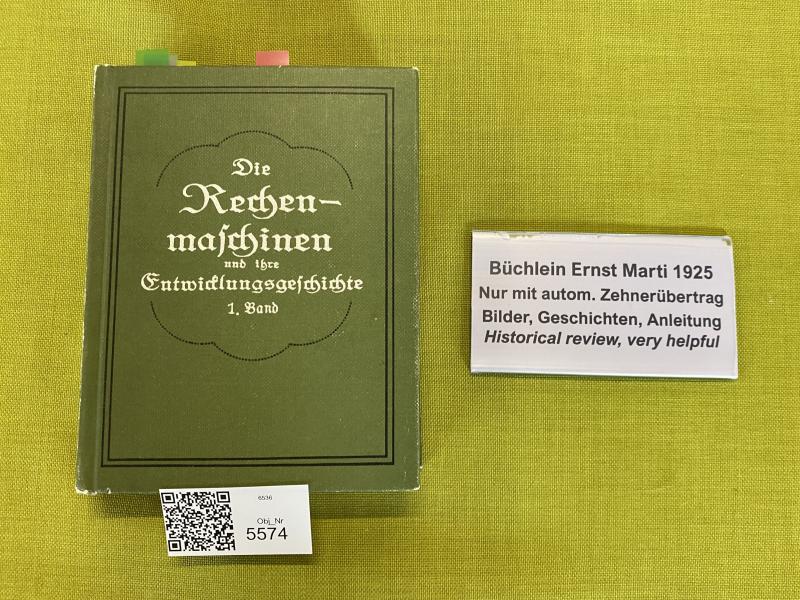 Die
Rechen-
maſchinen
und ihre
Entwicklungsgeſchichte
1. Band
Büchlein Ernst Marti 1925
Nur mit autom. Zehnerübertrag
Bilder, Geschichten, Anleitung
Historical review, very helpful
6536
Obj_Nr
5574